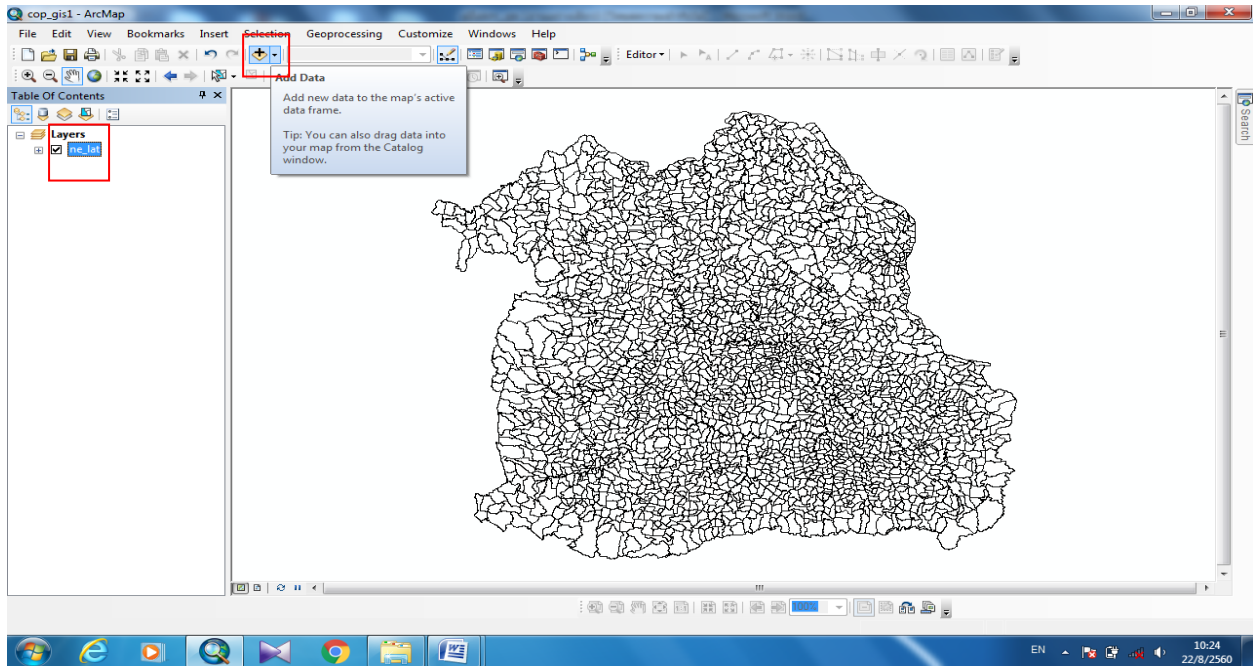 cop_gis1 - ArcMap
File Edit View Bookmarks Insert Selection Geoprocessing Customize Windows Help
Editor
Table Of Contents
Layers
ne_lat
Add Data
Add new data to the map's active
data frame.
Tip: You can also drag data into
your map from the Catalog
window.
Search
EN
10:24
22/8/2560